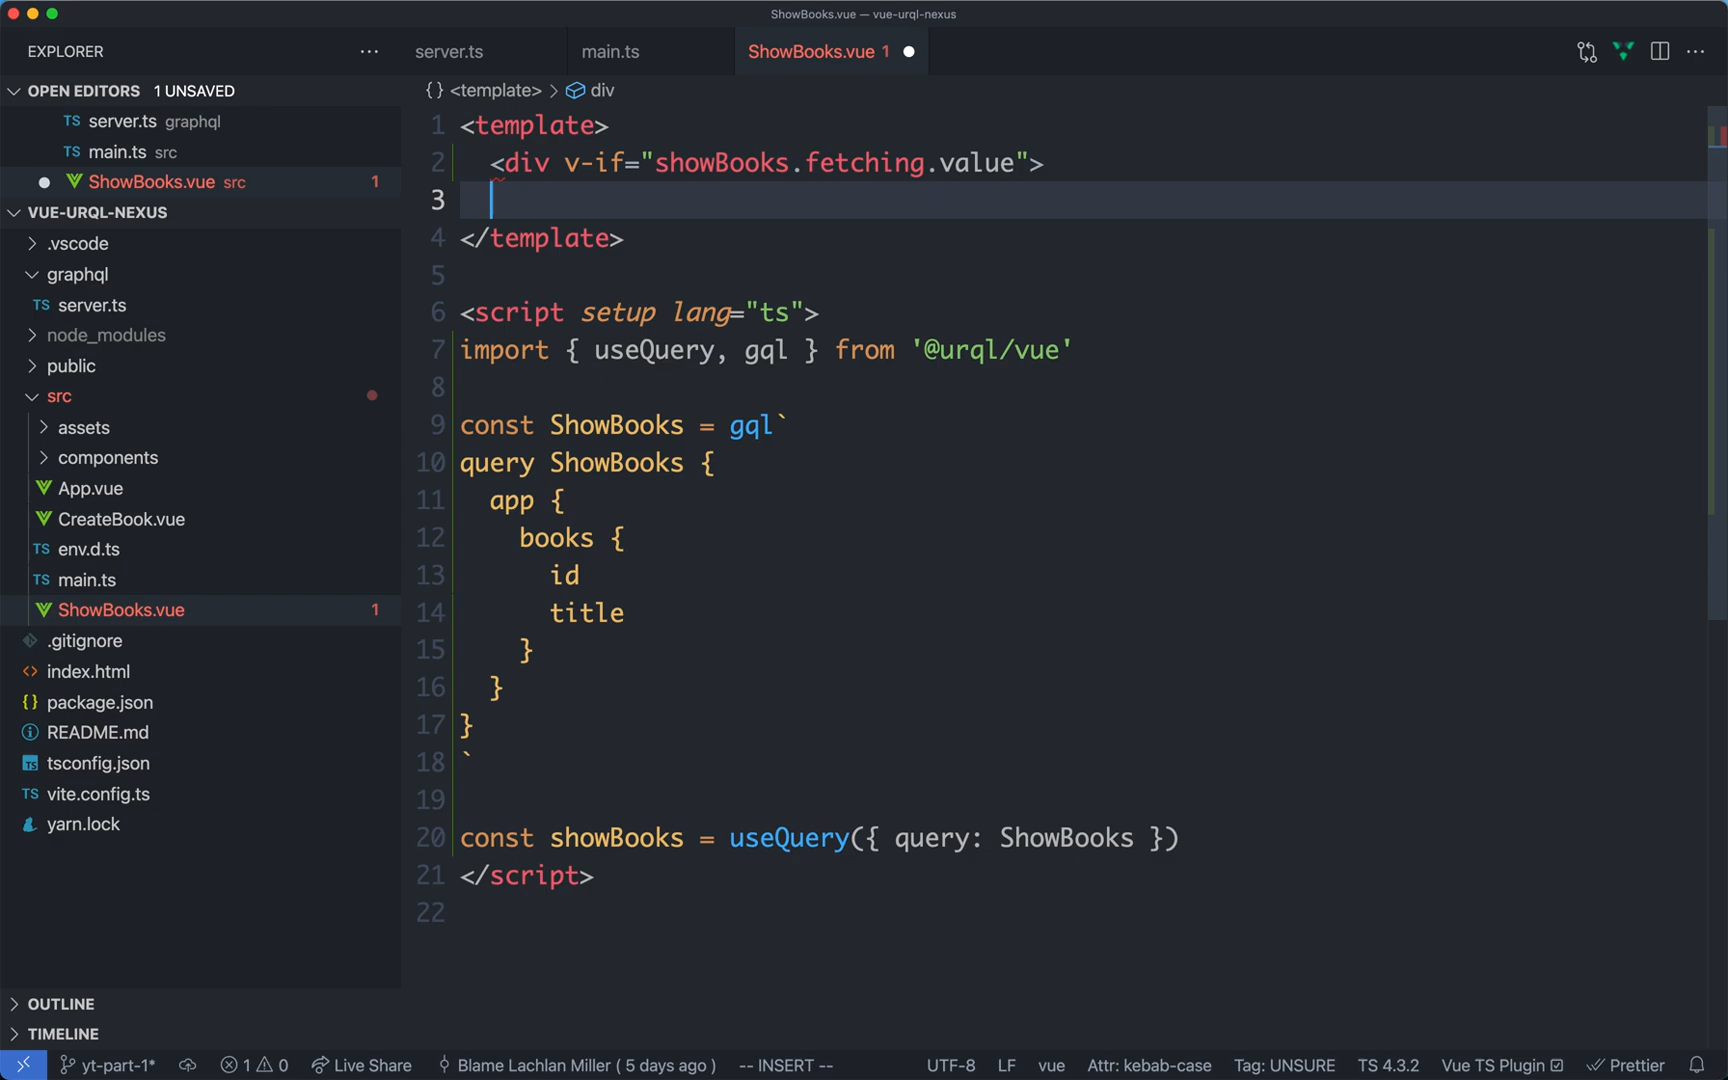 ShowBooks.vue — vue-urql-nexus
EXPLORER
server.ts
main.ts
ShowBooks.vue 1
OPEN EDITORS 1 UNSAVED
TS server.ts graphql
TS main.ts src
ShowBooks.vue src 1
VUE-URQL-NEXUS
.vscode
graphql
TS server.ts
node_modules
public
src
assets
components
App.vue
CreateBook.vue
TS env.d.ts
TS main.ts
ShowBooks.vue 1
.gitignore
<> index.html
{} package.json
README.md
TS tsconfig.json
TS vite.config.ts
yarn.lock
OUTLINE
TIMELINE
{} <template> > div
1 <template>
2   <div v-if="showBooks.fetching.value">
3
4 </template>
5
6 <script setup lang="ts">
7 import { useQuery, gql } from '@urql/vue'
8
9 const ShowBooks = gql`
10 query ShowBooks {
11   app {
12     books {
13       id
14       title
15     }
16   }
17 }
18 `
19
20 const showBooks = useQuery({ query: ShowBooks })
21 </script>
22
yt-part-1* 1 0 Live Share Blame Lachlan Miller ( 5 days ago ) -- INSERT -- UTF-8 LF vue Attr: kebab-case Tag: UNSURE TS 4.3.2 Vue TS Plugin Prettier